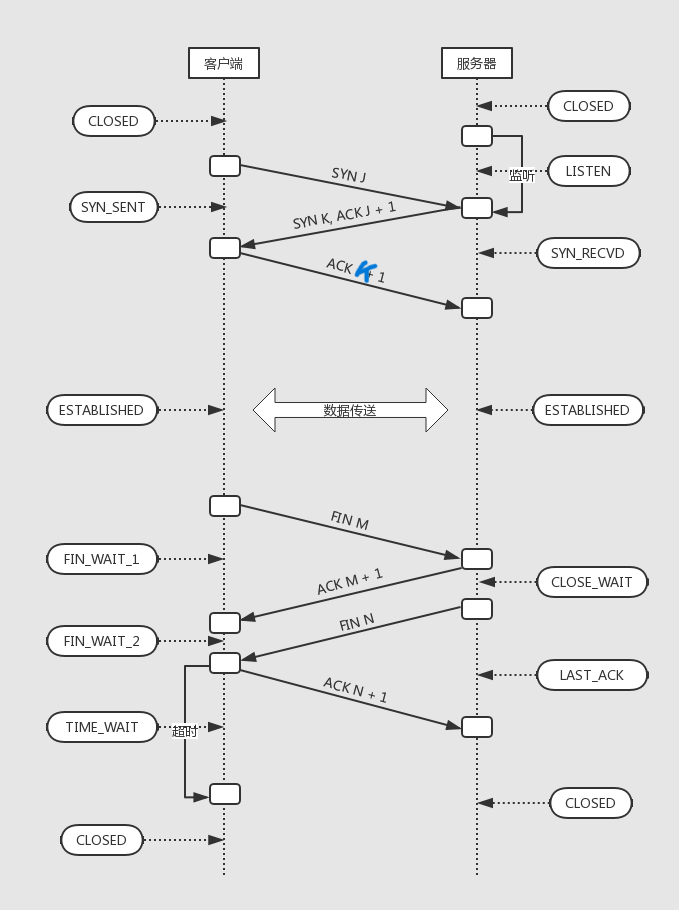 客户端
服务器
CLOSED
CLOSED
监听
LISTEN
SYN J
SYN_SENT
SYN K, ACK J + 1
SYN_RECVD
ACK K + 1
ESTABLISHED
数据传送
ESTABLISHED
FIN M
FIN_WAIT_1
ACK M + 1
CLOSE_WAIT
FIN N
FIN_WAIT_2
LAST_ACK
ACK N + 1
TIME_WAIT
超时
CLOSED
CLOSED